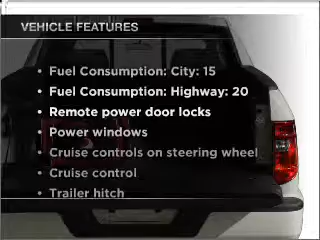 VEHICLE FEATURES
• Fuel Consumption: City: 15
• Fuel Consumption: Highway: 20
• Remote power door locks
• Power windows
• Cruise controls on steering wheel
• Cruise control
• Trailer hitch